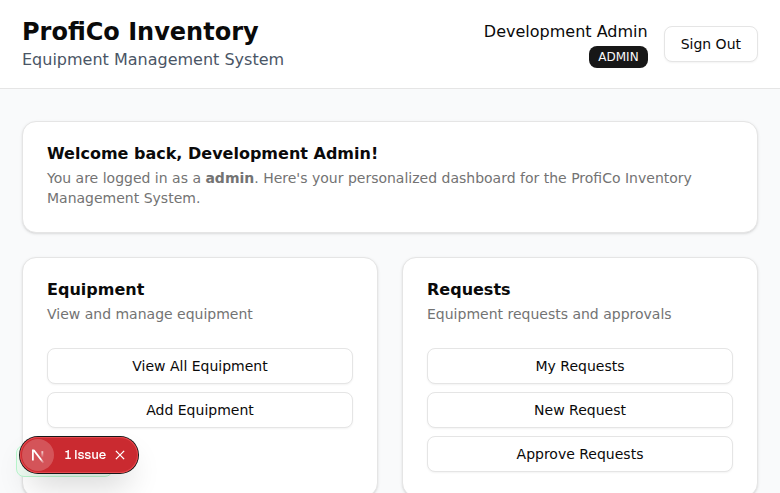 ProfiCo Inventory
Equipment Management System
Development Admin
ADMIN
Sign Out
Welcome back, Development Admin!
You are logged in as a admin. Here's your personalized dashboard for the ProfiCo Inventory
Management System.
Equipment
View and manage equipment
View All Equipment
Add Equipment
Requests
Equipment requests and approvals
My Requests
New Request
Approve Requests
N
1 Issue